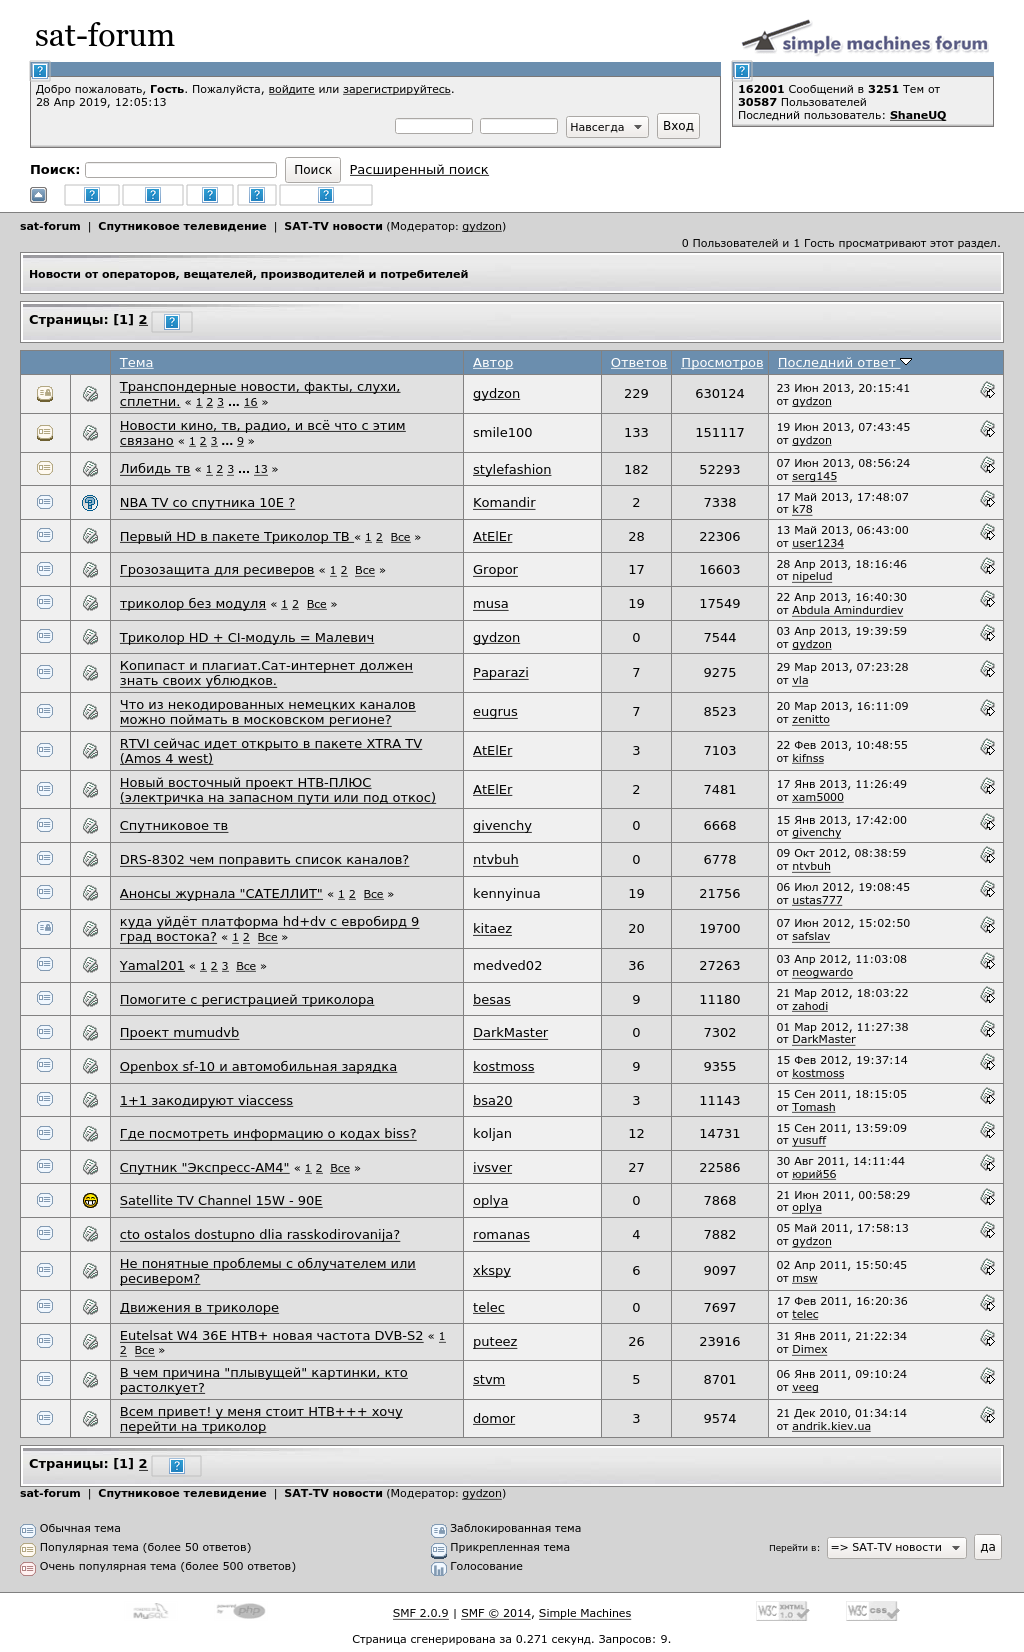 sat-forum
simple machines forum
Добро пожаловать, Гость. Пожалуйста, войдите или зарегистрируйтесь.
28 Апр 2019, 12:05:13
Навсегда Вход
162001 Сообщений в 3251 Тем от
30587 Пользователей
Последний пользователь: ShaneUQ
Поиск: Поиск Расширенный поиск
sat-forum | Спутниковое телевидение | SAT-TV новости (Модератор: gydzon)
0 Пользователей и 1 Гость просматривают этот раздел.
Новости от операторов, вещателей, производителей и потребителей
Страницы: [1] 2
Тема Автор Ответов Просмотров Последний ответ
Транспондерные новости, факты, слухи,
сплетни. « 1 2 3 ... 16 » gydzon 229 630124 23 Июн 2013, 20:15:41
от gydzon
Новости кино, тв, радио, и всё что с этим
связано « 1 2 3 ... 9 » smile100 133 151117 19 Июн 2013, 07:43:45
от gydzon
Либидь тв « 1 2 3 ... 13 » stylefashion 182 52293 07 Июн 2013, 08:56:24
от serg145
NBA TV со спутника 10E ? Komandir 2 7338 17 Май 2013, 17:48:07
от k78
Первый HD в пакете Триколор ТВ « 1 2 Все » AtElEr 28 22306 13 Май 2013, 06:43:00
от user1234
Грозозащита для ресиверов « 1 2 Все » Gropor 17 16603 28 Апр 2013, 18:16:46
от nipelud
триколор без модуля « 1 2 Все » musa 19 17549 22 Апр 2013, 16:40:30
от Abdula Amindurdiev
Триколор HD + CI-модуль = Малевич gydzon 0 7544 03 Апр 2013, 19:39:59
от gydzon
Копипаст и плагиат.Сат-интернет должен
знать своих ублюдков. Paparazi 7 9275 29 Мар 2013, 07:23:28
от vla
Что из некодированных немецких каналов
можно поймать в московском регионе? eugrus 7 8523 20 Мар 2013, 16:11:09
от zenitto
RTVI сейчас идет открыто в пакете XTRA TV
(Amos 4 west) AtElEr 3 7103 22 Фев 2013, 10:48:55
от kifnss
Новый восточный проект НТВ-ПЛЮС
(электричка на запасном пути или под откос) AtElEr 2 7481 17 Янв 2013, 11:26:49
от xam5000
Спутниковое тв givenchy 0 6668 15 Янв 2013, 17:42:00
от givenchy
DRS-8302 чем поправить список каналов? ntvbuh 0 6778 09 Окт 2012, 08:38:59
от ntvbuh
Анонсы журнала "САТЕЛЛИТ" « 1 2 Все » kennyinua 19 21756 06 Июл 2012, 19:08:45
от ustas777
куда уйдёт платформа hd+dv с евробирд 9
град востока? « 1 2 Все » kitaez 20 19700 07 Июн 2012, 15:02:50
от safslav
Yamal201 « 1 2 3 Все » medved02 36 27263 03 Апр 2012, 11:03:08
от neogwardo
Помогите с регистрацией триколора besas 9 11180 21 Мар 2012, 18:03:22
от zahodi
Проект mumudvb DarkMaster 0 7302 01 Мар 2012, 11:27:38
от DarkMaster
Openbox sf-10 и автомобильная зарядка kostmoss 9 9355 15 Фев 2012, 19:37:14
от kostmoss
1+1 закодируют viaccess bsa20 3 11143 15 Сен 2011, 18:15:05
от Tomash
Где посмотреть информацию о кодах biss? koljan 12 14731 15 Сен 2011, 13:59:09
от yusuff
Спутник "Экспресс-АМ4" « 1 2 Все » ivsver 27 22586 30 Авг 2011, 14:11:44
от юрий56
Satellite TV Channel 15W - 90E oplya 0 7868 21 Июн 2011, 00:58:29
от oplya
cto ostalos dostupno dlia rasskodirovanija? romanas 4 7882 05 Май 2011, 17:58:13
от gydzon
Не понятные проблемы с облучателем или
ресивером? xkspy 6 9097 02 Апр 2011, 15:50:45
от msw
Движения в триколоре telec 0 7697 17 Фев 2011, 16:20:36
от telec
Eutelsat W4 36E НТВ+ новая частота DVB-S2 « 1
2 Все » puteez 26 23916 31 Янв 2011, 21:22:34
от Dimex
В чем причина "плывущей" картинки, кто
растолкует? stvm 5 8701 06 Янв 2011, 09:10:24
от veeg
Всем привет! у меня стоит НТВ+++ хочу
перейти на триколор domor 3 9574 21 Дек 2010, 01:34:14
от andrik.kiev.ua
Страницы: [1] 2
sat-forum | Спутниковое телевидение | SAT-TV новости (Модератор: gydzon)
Обычная тема
Популярная тема (более 50 ответов)
Очень популярная тема (более 500 ответов)
Заблокированная тема
Прикрепленная тема
Голосование
Перейти в: => SAT-TV новости да
MySQL php SMF 2.0.9 | SMF © 2014, Simple Machines W3C XHTML 1.0 W3C css
Страница сгенерирована за 0.271 секунд. Запросов: 9.